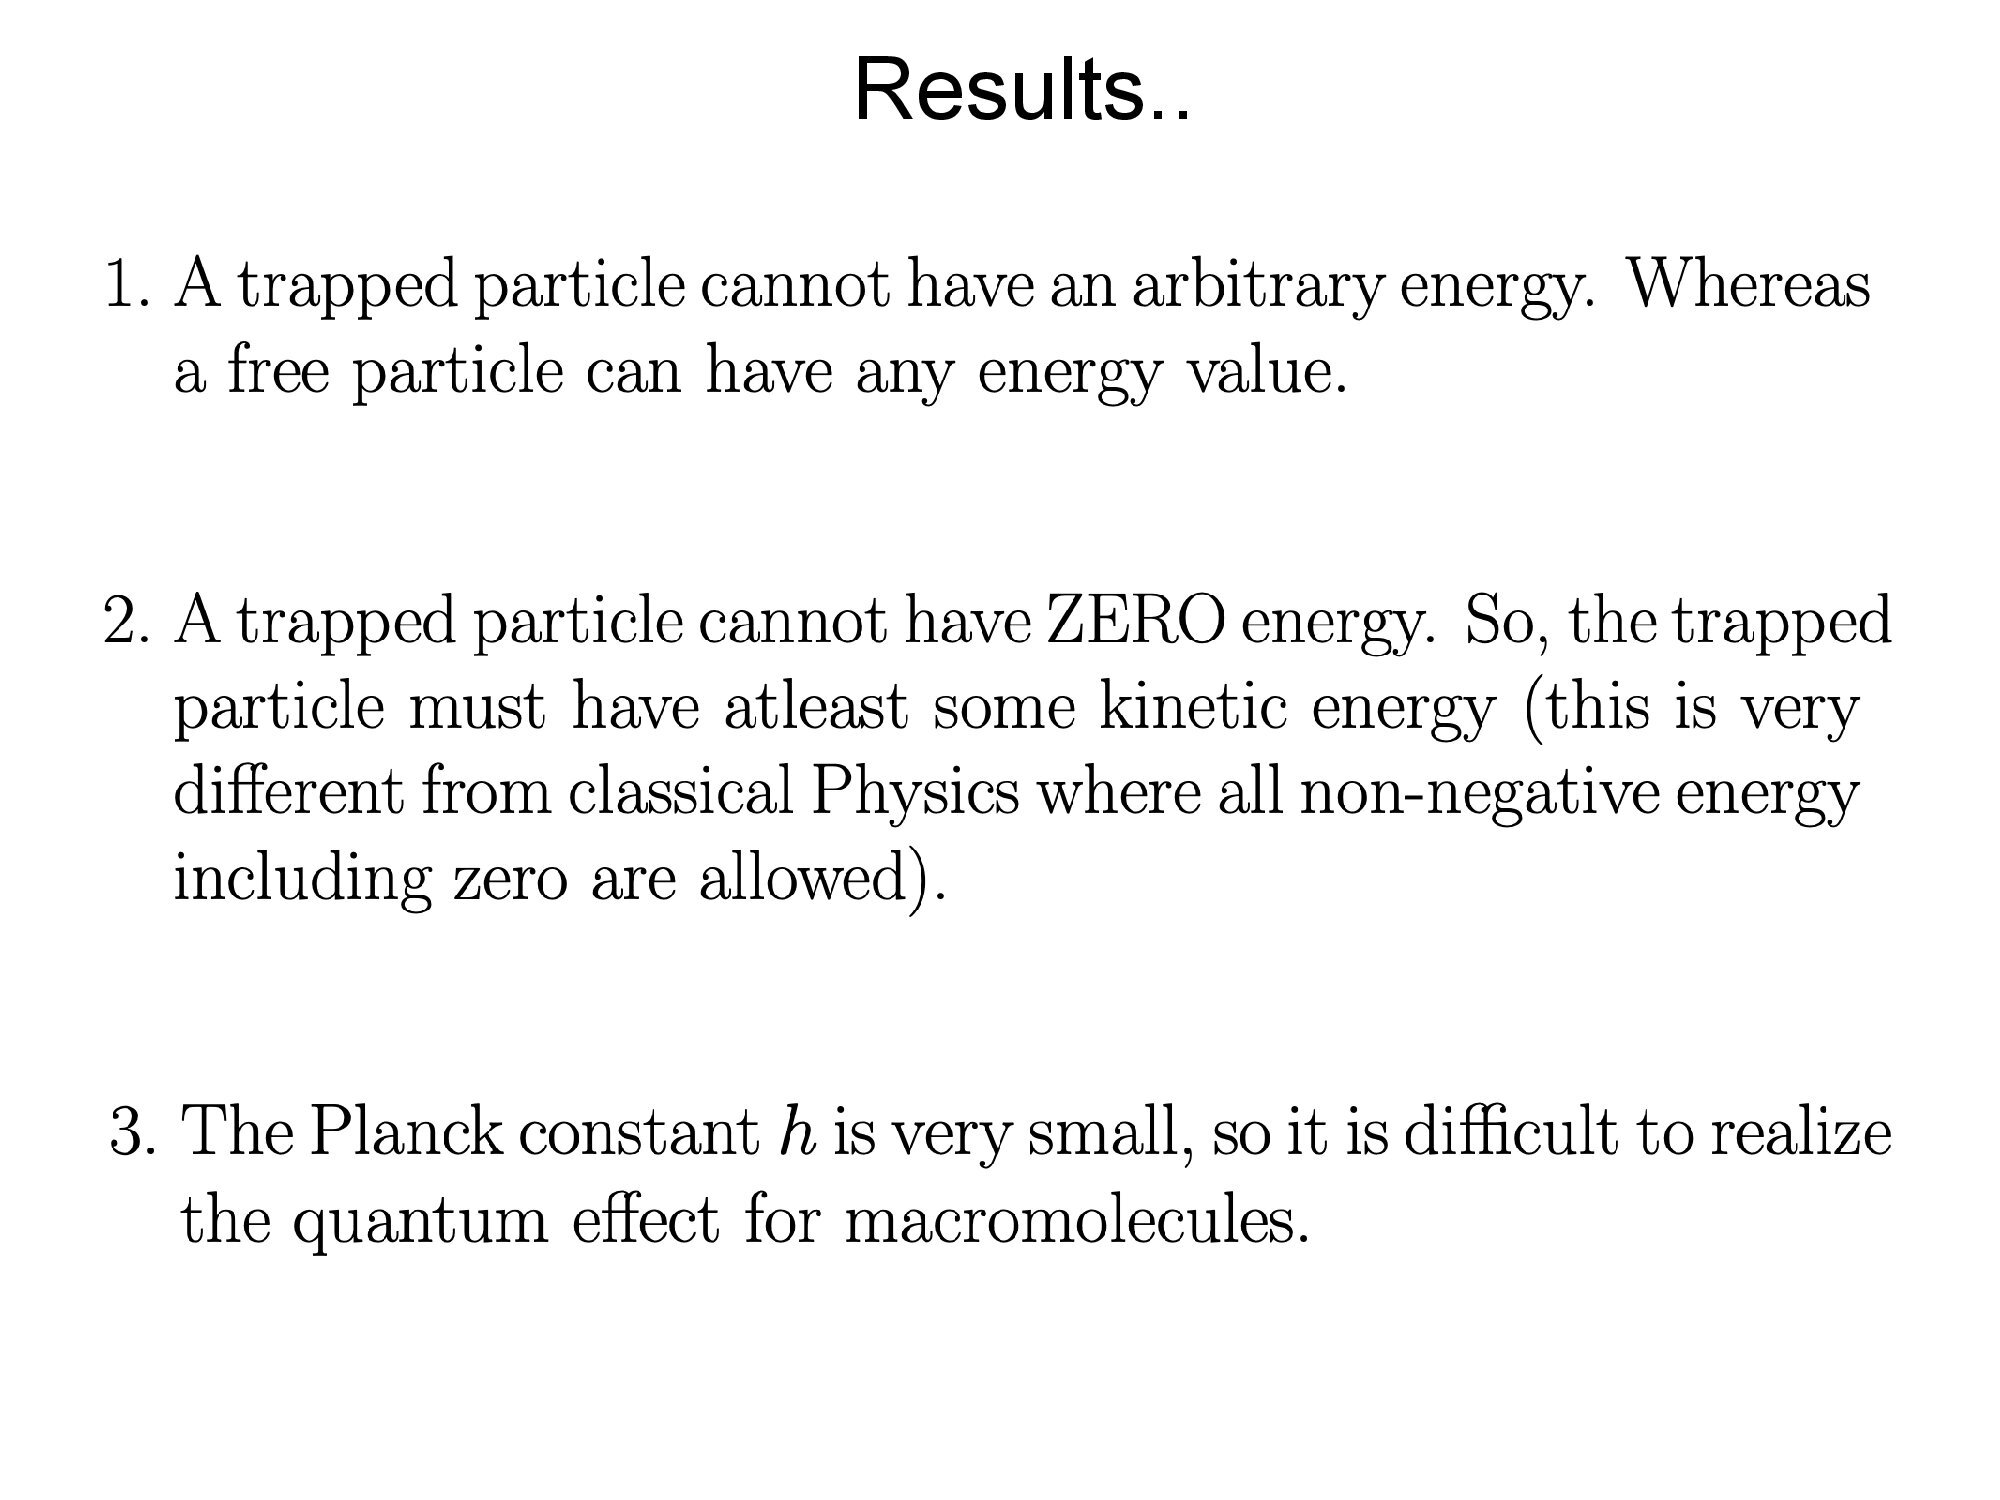 Results..
1. A trapped particle cannot have an arbitrary energy. Whereas
a free particle can have any energy value.
2. A trapped particle cannot have ZERO energy. So, the trapped
particle must have atleast some kinetic energy (this is very
different from classical Physics where all non-negative energy
including zero are allowed).
3. The Planck constant h is very small, so it is difficult to realize
the quantum effect for macromolecules.